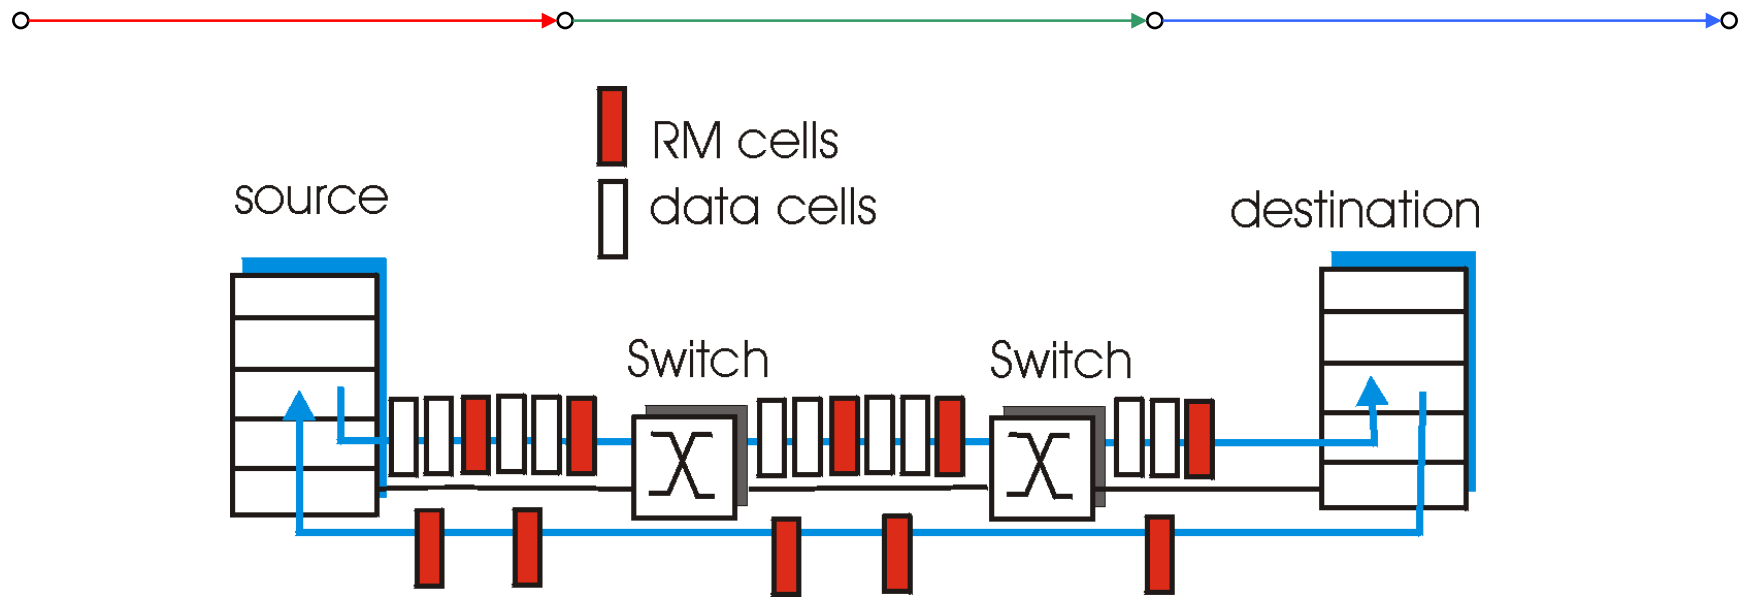 RM cells
data cells
source
destination
Switch
Switch